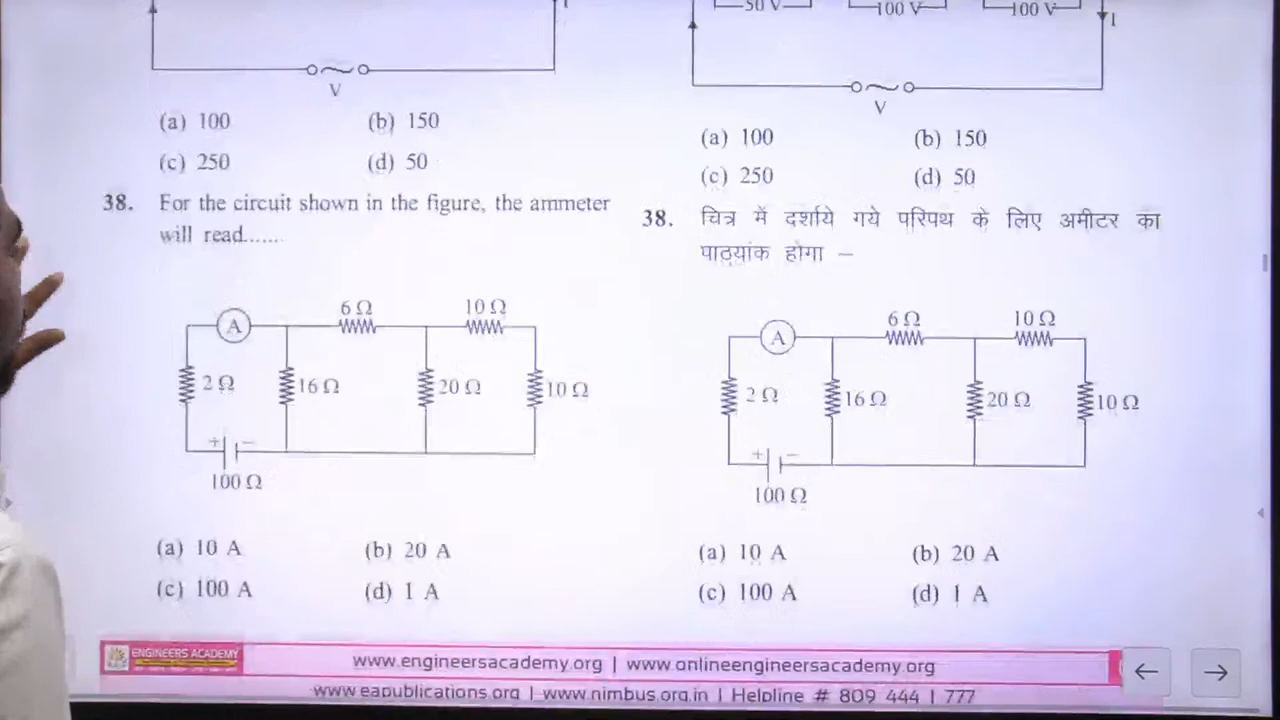 V
(a) 100
(b) 150
(c) 250
(d) 50
38. For the circuit shown in the figure, the ammeter
will read.......
A
6 Ω
10 Ω
2 Ω
16 Ω
20 Ω
10 Ω
+ −
100 Ω
(a) 10 A
(b) 20 A
(c) 100 A
(d) 1 A
50 V
100 V
100 V
I
V
(a) 100
(b) 150
(c) 250
(d) 50
38. चित्र में दर्शाये गये परिपथ के लिए अमीटर का
पाठ्यांक होगा –
A
6 Ω
10 Ω
2 Ω
16 Ω
20 Ω
10 Ω
+ −
100 Ω
(a) 10 A
(b) 20 A
(c) 100 A
(d) 1 A
ENGINEERS ACADEMY
www.engineersacademy.org | www.onlineengineersacademy.org
www.eapublications.org | www.nimbus.org.in | Helpline # 809 444 1 777